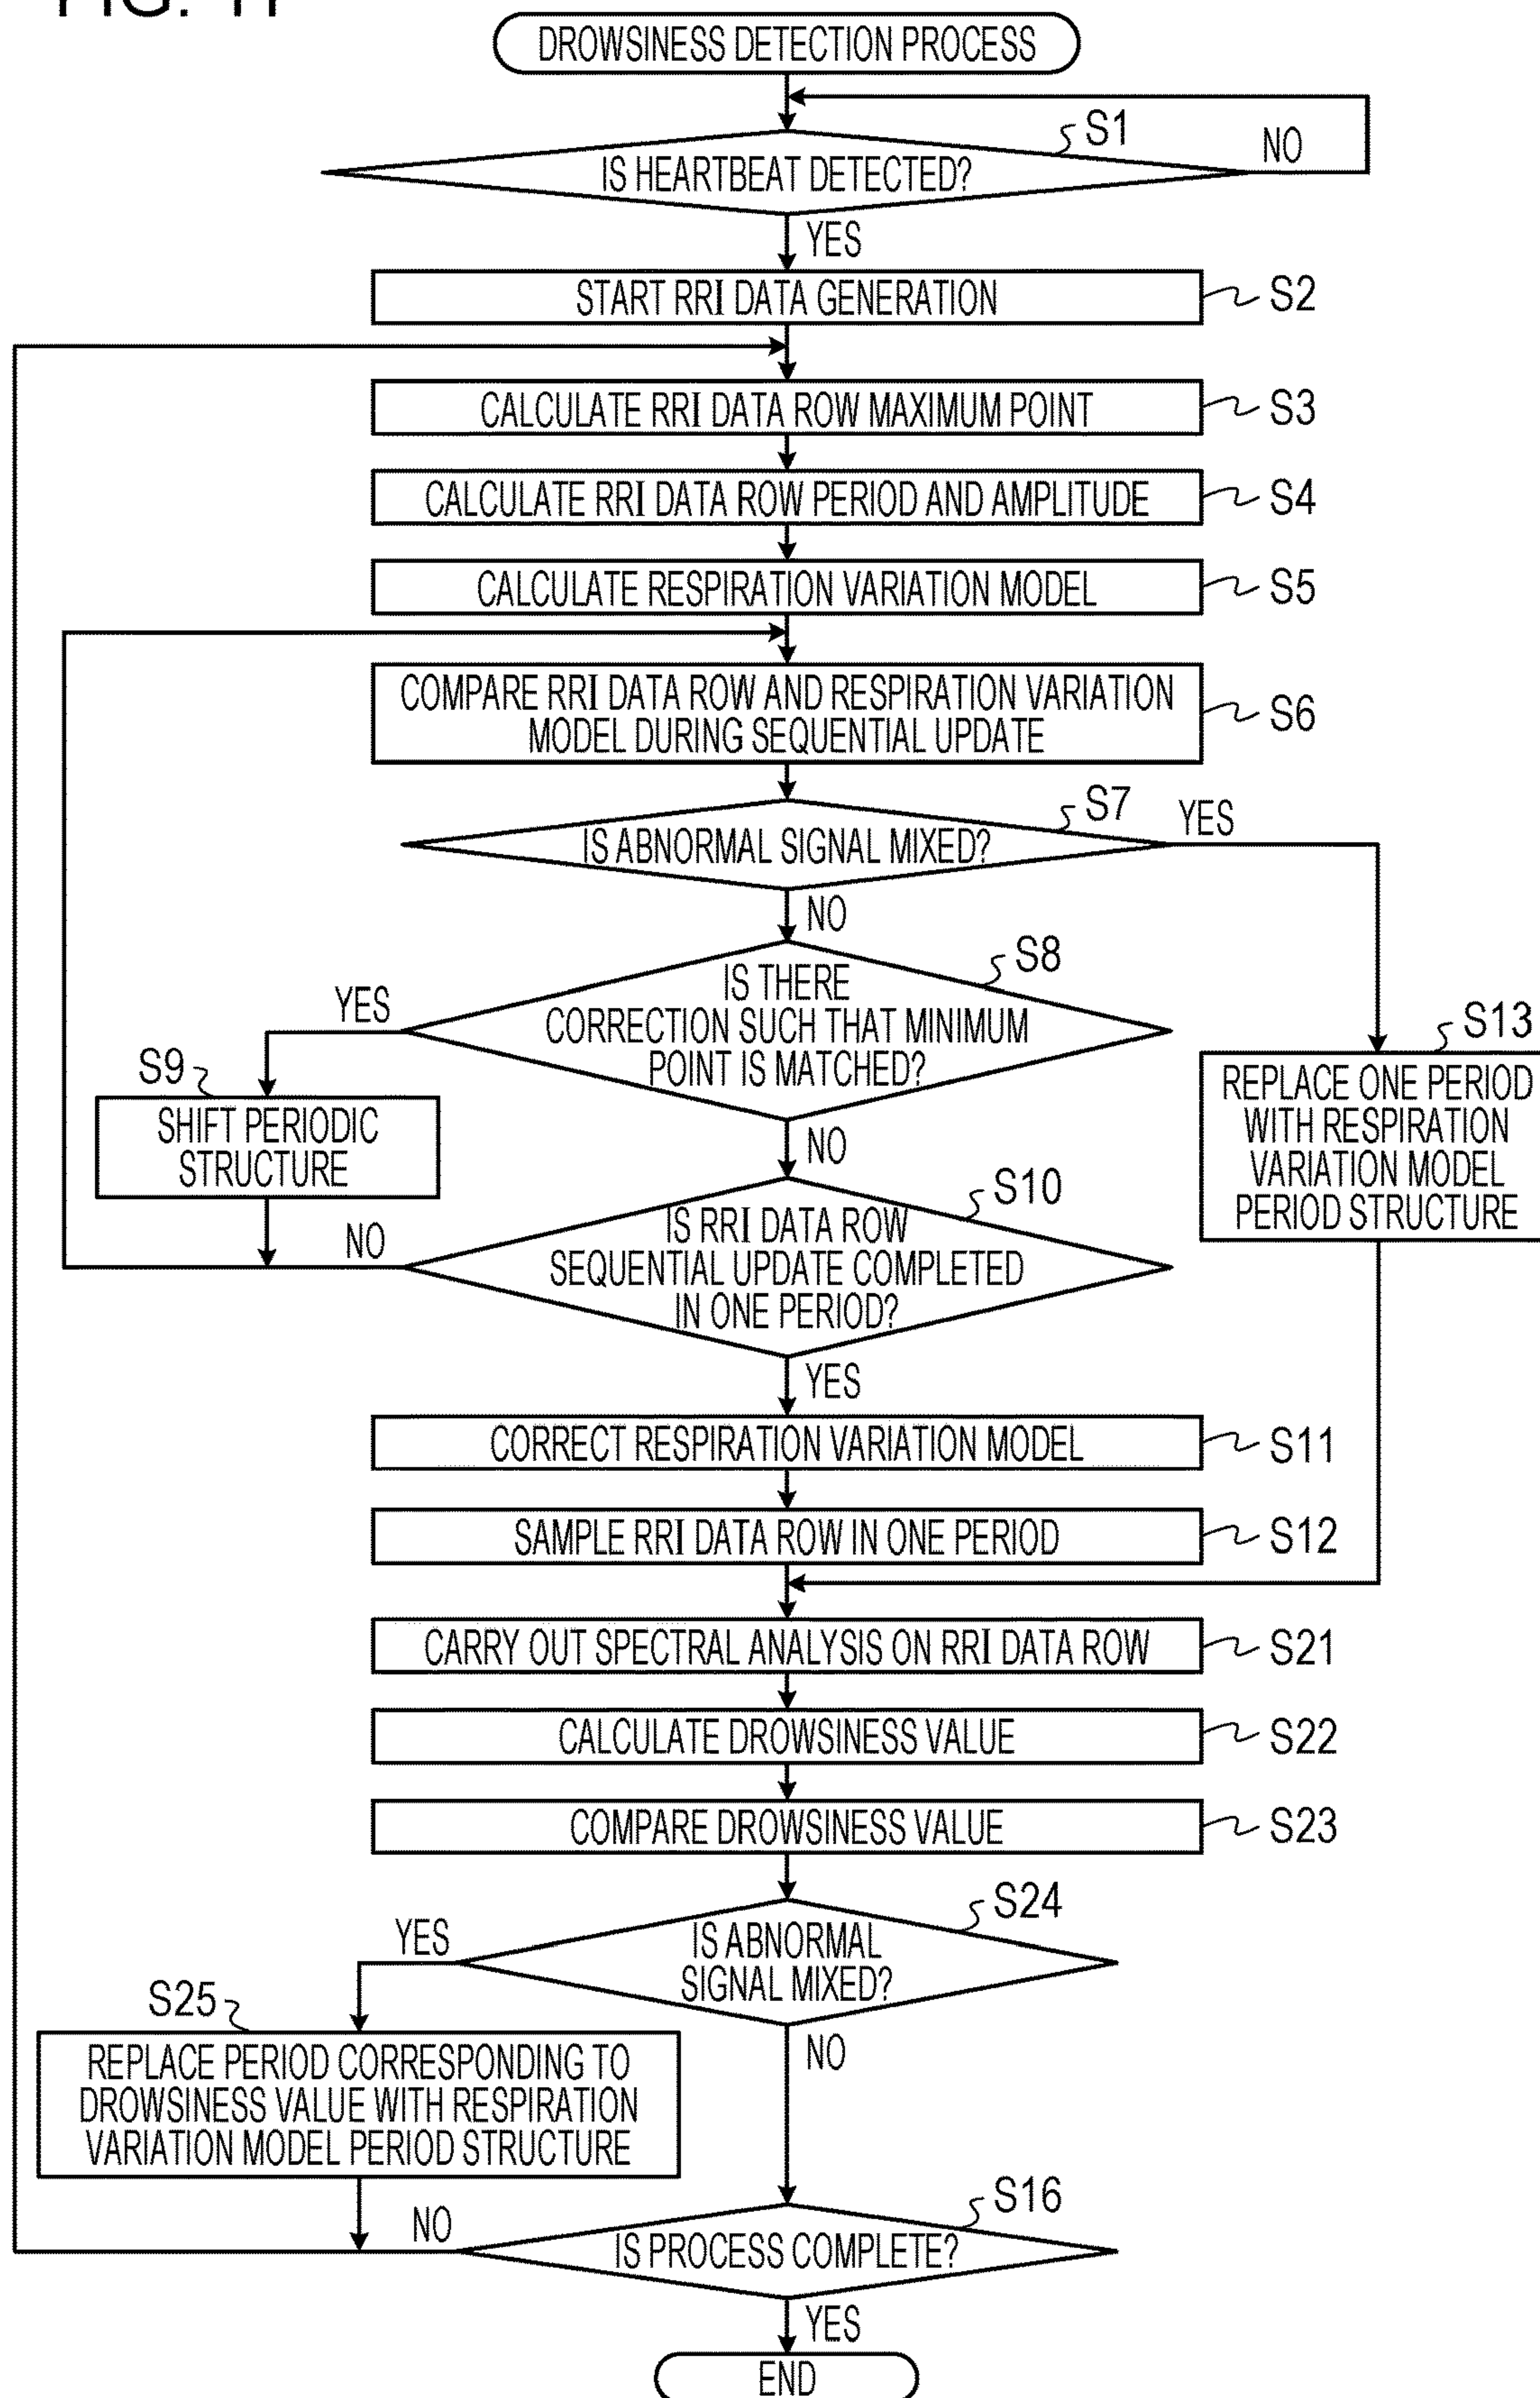 FIG. 11
DROWSINESS DETECTION PROCESS
S1
NO
IS HEARTBEAT DETECTED?
YES
START RRI DATA GENERATION
S2
CALCULATE RRI DATA ROW MAXIMUM POINT
S3
CALCULATE RRI DATA ROW PERIOD AND AMPLITUDE
S4
CALCULATE RESPIRATION VARIATION MODEL
S5
COMPARE RRI DATA ROW AND RESPIRATION VARIATION
MODEL DURING SEQUENTIAL UPDATE
S6
S7
YES
IS ABNORMAL SIGNAL MIXED?
NO
S8
YES
IS THERE
CORRECTION SUCH THAT MINIMUM
POINT IS MATCHED?
S13
REPLACE ONE PERIOD
WITH RESPIRATION
VARIATION MODEL
PERIOD STRUCTURE
S9
SHIFT PERIODIC
STRUCTURE
NO
S10
NO
IS RRI DATA ROW
SEQUENTIAL UPDATE COMPLETED
IN ONE PERIOD?
YES
CORRECT RESPIRATION VARIATION MODEL
S11
SAMPLE RRI DATA ROW IN ONE PERIOD
S12
CARRY OUT SPECTRAL ANALYSIS ON RRI DATA ROW
S21
CALCULATE DROWSINESS VALUE
S22
COMPARE DROWSINESS VALUE
S23
S24
YES
IS ABNORMAL
SIGNAL MIXED?
S25
NO
REPLACE PERIOD CORRESPONDING TO
DROWSINESS VALUE WITH RESPIRATION
VARIATION MODEL PERIOD STRUCTURE
S16
NO
IS PROCESS COMPLETE?
YES
END